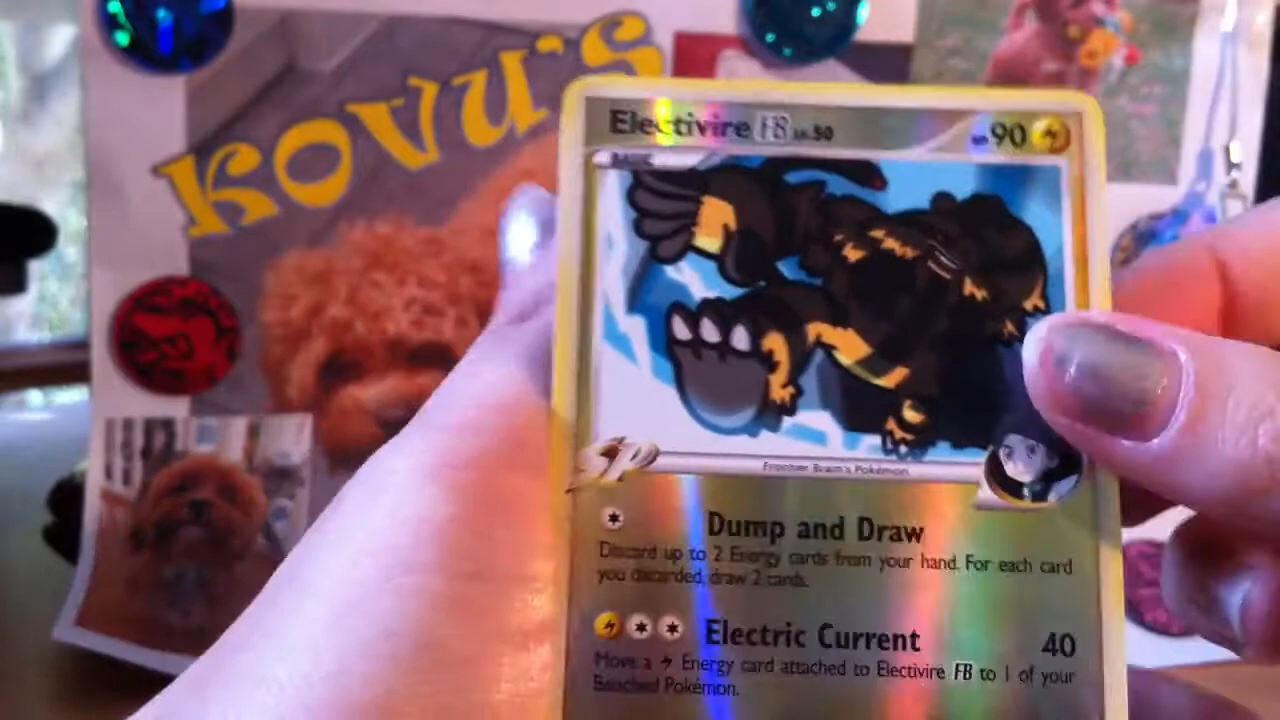 KOVU'S
Electivire FB LV.50 HP 90
BASIC
SP
Frontier Brain's Pokémon
Dump and Draw
Discard up to 2 Energy cards from your hand. For each card
you discarded, draw 2 cards.
Electric Current 40
Move a Energy card attached to Electivire FB to 1 of your
Benched Pokémon.